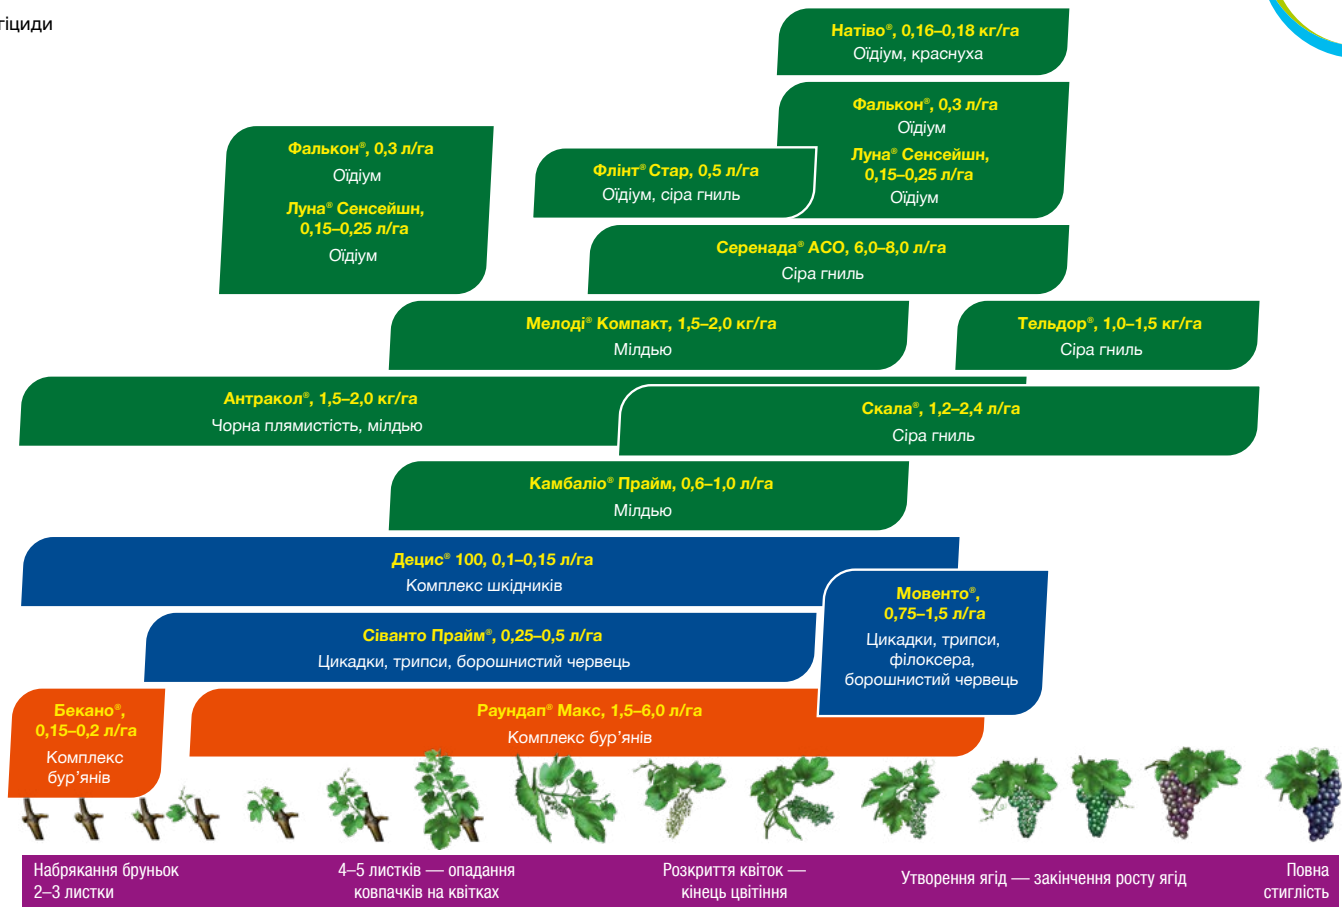 гіциди
Натіво®, 0,16–0,18 кг/га
Оїдіум, краснуха
Фалькон®, 0,3 л/га
Оїдіум
Луна® Сенсейшн,
0,15–0,25 л/га
Оїдіум
Фалькон®, 0,3 л/га
Оїдіум
Луна® Сенсейшн,
0,15–0,25 л/га
Оїдіум
Флінт® Стар, 0,5 л/га
Оїдіум, сіра гниль
Серенада® АСО, 6,0–8,0 л/га
Сіра гниль
Мелоді® Компакт, 1,5–2,0 кг/га
Мілдью
Тельдор®, 1,0–1,5 кг/га
Сіра гниль
Антракол®, 1,5–2,0 кг/га
Чорна плямистість, мілдью
Скала®, 1,2–2,4 л/га
Сіра гниль
Камбаліо® Прайм, 0,6–1,0 л/га
Мілдью
Децис® 100, 0,1–0,15 л/га
Комплекс шкідників
Мовенто®,
0,75–1,5 л/га
Цикадки, трипси,
філоксера,
борошнистий червець
Сіванто Прайм®, 0,25–0,5 л/га
Цикадки, трипси, борошнистий червець
Бекано®,
0,15–0,2 л/га
Комплекс
бур’янів
Раундап® Макс, 1,5–6,0 л/га
Комплекс бур’янів
Набрякання бруньок
2–3 листки
4–5 листків — опадання
ковпачків на квітках
Розкриття квіток —
кінець цвітіння
Утворення ягід — закінчення росту ягід
Повна
стиглість